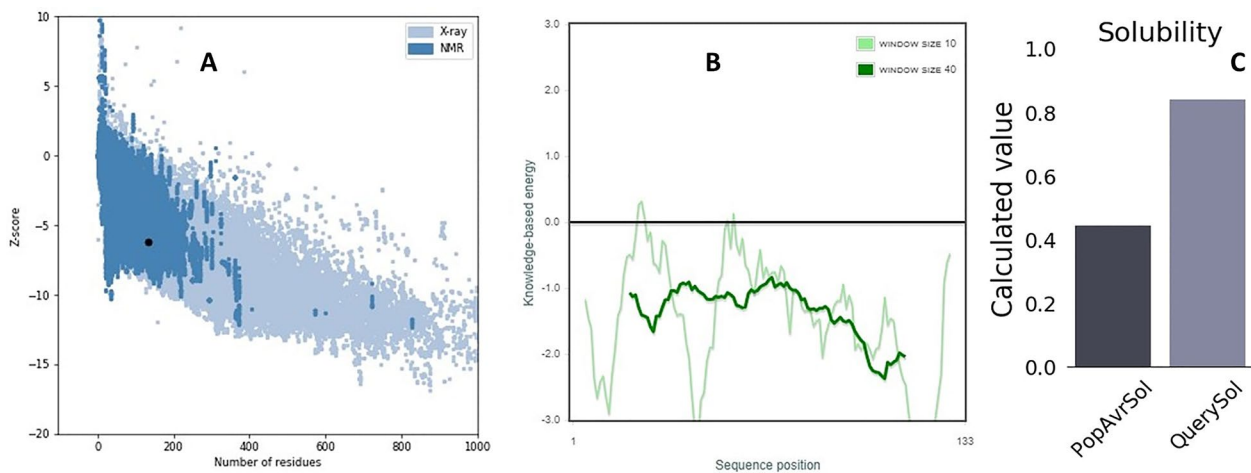 A
X-ray
NMR
10
5
0
−5
−10
−15
−20
Z-score
0
200
400
600
800
1000
Number of residues
B
WINDOW SIZE 10
WINDOW SIZE 40
3.0
2.0
1.0
0.0
-1.0
-2.0
-3.0
Knowledge-based energy
1
133
Sequence position
Solubility
C
1.0
0.8
0.6
0.4
0.2
0.0
Calculated value
PopAvrSol
QuerySol